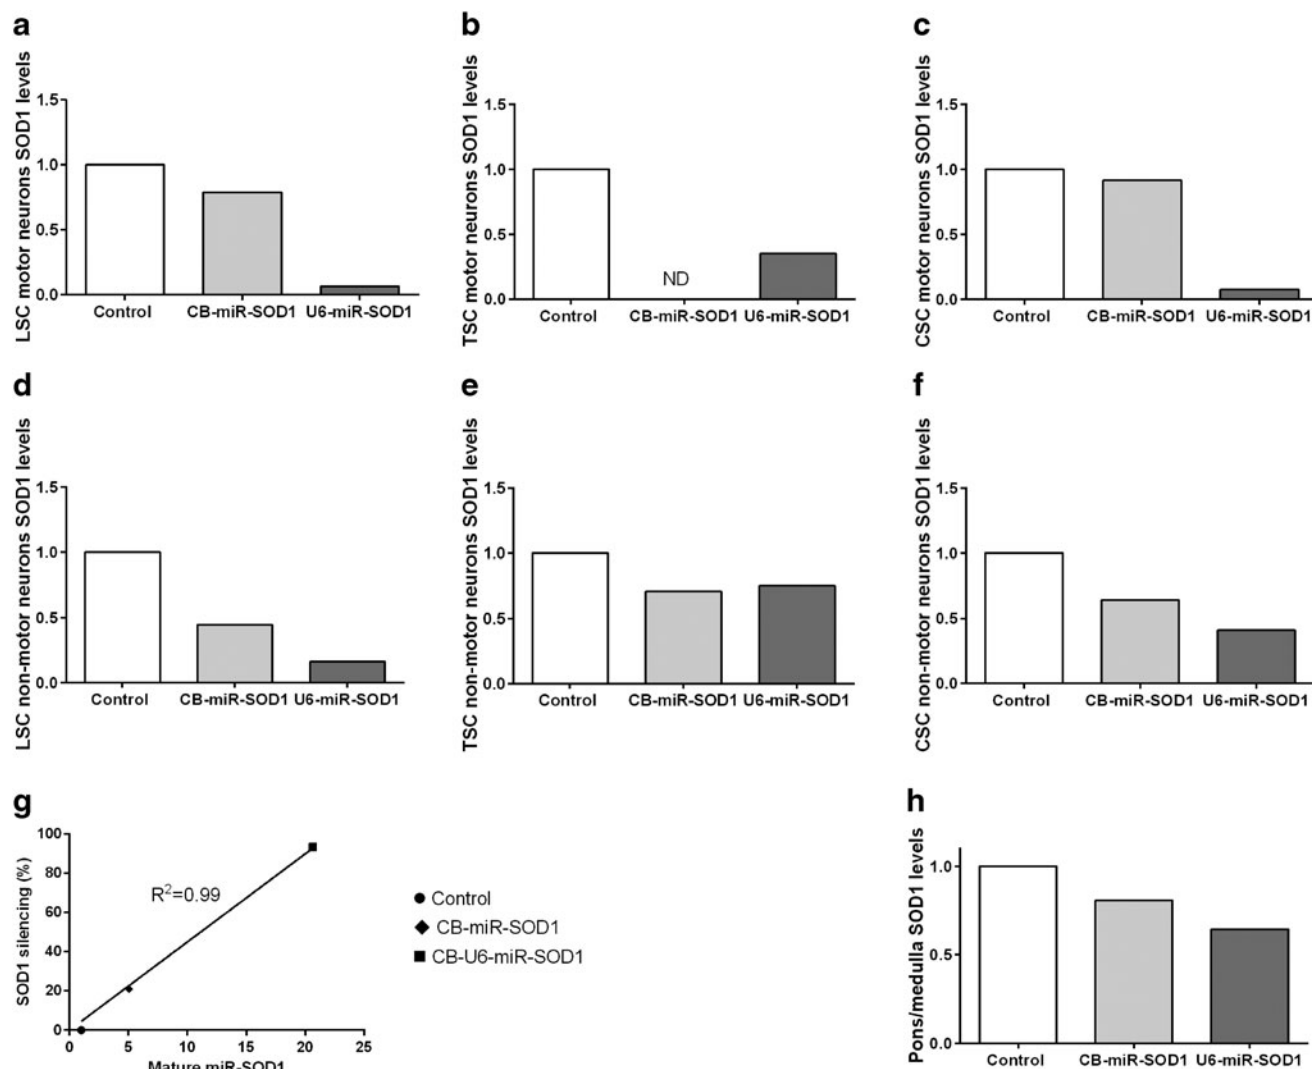 a
LSC motor neurons SOD1 levels
1.5
1.0
0.5
0.0
Control CB-miR-SOD1 U6-miR-SOD1
b
TSC motor neurons SOD1 levels
1.5
1.0
0.5
0.0
ND
Control CB-miR-SOD1 U6-miR-SOD1
c
CSC motor neurons SOD1 levels
1.5
1.0
0.5
0.0
Control CB-miR-SOD1 U6-miR-SOD1
d
LSC non-motor neurons SOD1 levels
1.5
1.0
0.5
0.0
Control CB-miR-SOD1 U6-miR-SOD1
e
TSC non-motor neurons SOD1 levels
1.5
1.0
0.5
0.0
Control CB-miR-SOD1 U6-miR-SOD1
f
CSC non-motor neurons SOD1 levels
1.5
1.0
0.5
0.0
Control CB-miR-SOD1 U6-miR-SOD1
g
SOD1 silencing (%)
100
80
60
40
20
0
R²=0.99
0 5 10 15 20 25
Mature miR-SOD1
Control
CB-miR-SOD1
CB-U6-miR-SOD1
h
Pons/medulla SOD1 levels
1.0
0.5
0.0
Control CB-miR-SOD1 U6-miR-SOD1